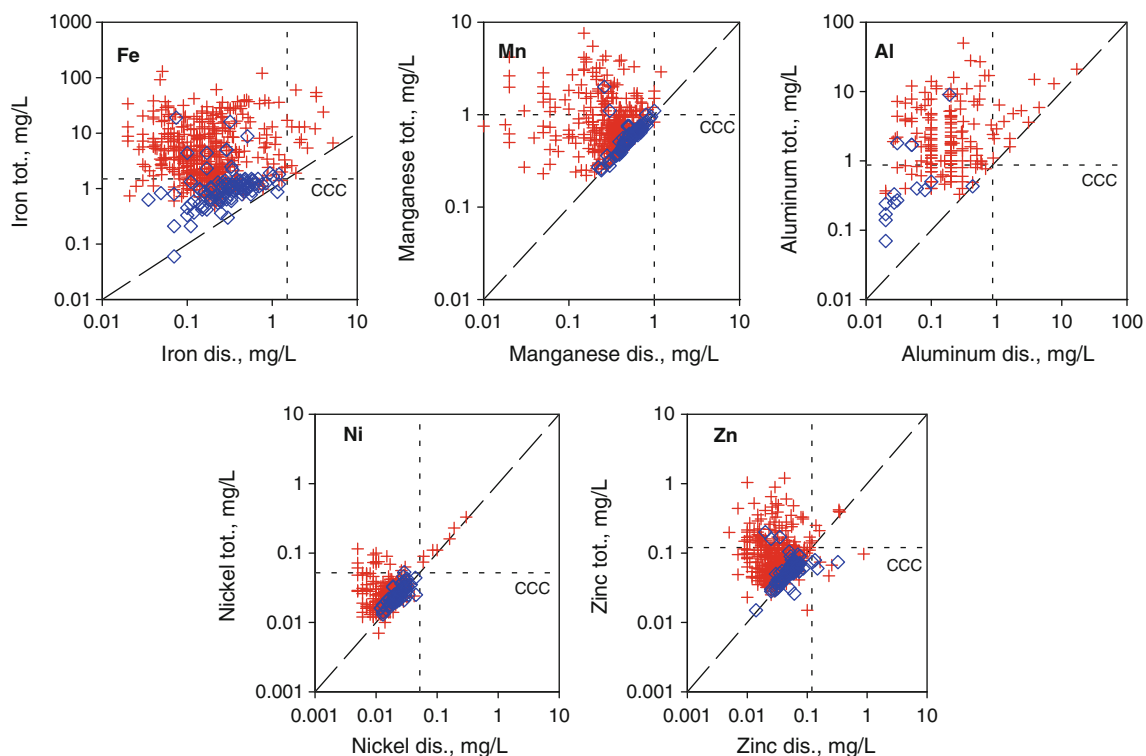 Fe
Iron tot., mg/L
1000
100
10
1
0.1
0.01
CCC
0.01 0.1 1 10
Iron dis., mg/L
Mn
Manganese tot., mg/L
10
1
0.1
0.01
CCC
0.01 0.1 1 10
Manganese dis., mg/L
Al
Aluminum tot., mg/L
100
10
1
0.1
0.01
CCC
0.01 0.1 1 10 100
Aluminum dis., mg/L
Ni
Nickel tot., mg/L
10
1
0.1
0.01
0.001
CCC
0.001 0.01 0.1 1 10
Nickel dis., mg/L
Zn
Zinc tot., mg/L
10
1
0.1
0.01
0.001
CCC
0.001 0.01 0.1 1 10
Zinc dis., mg/L